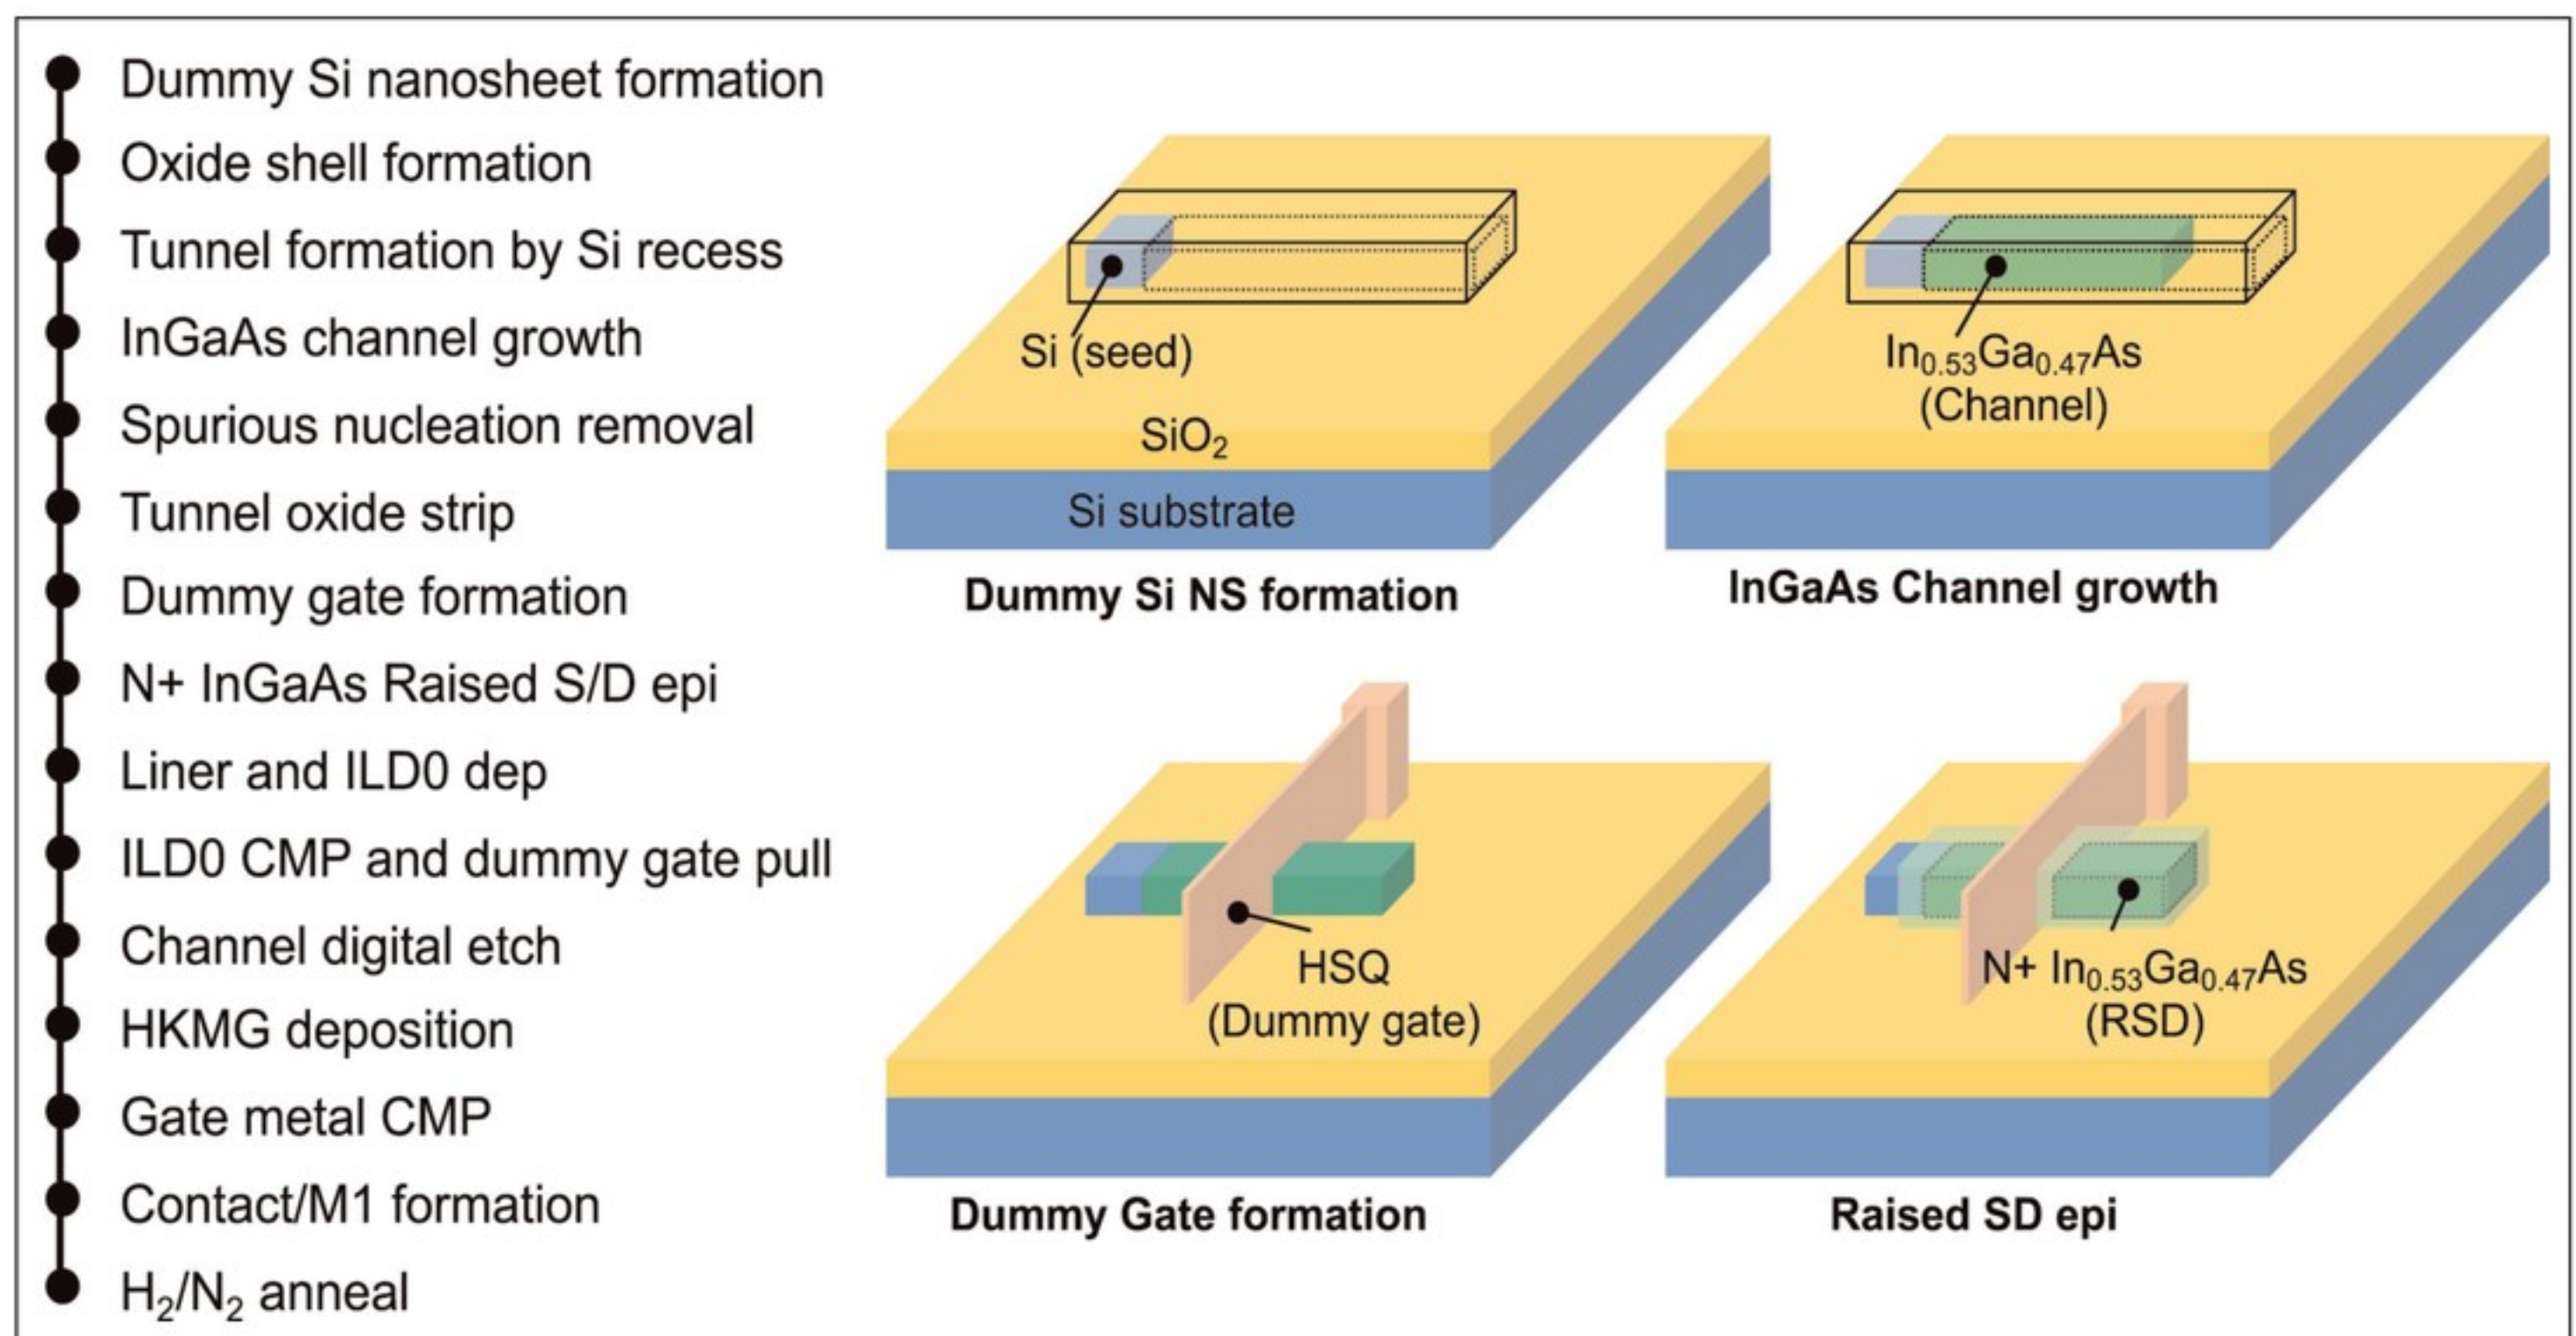 Dummy Si nanosheet formation
Oxide shell formation
Tunnel formation by Si recess
InGaAs channel growth
Spurious nucleation removal
Tunnel oxide strip
Dummy gate formation
N+ InGaAs Raised S/D epi
Liner and ILD0 dep
ILD0 CMP and dummy gate pull
Channel digital etch
HKMG deposition
Gate metal CMP
Contact/M1 formation
H₂/N₂ anneal
Si (seed)
SiO₂
Si substrate
Dummy Si NS formation
In₀.₅₃Ga₀.₄₇As
(Channel)
InGaAs Channel growth
HSQ
(Dummy gate)
Dummy Gate formation
N+ In₀.₅₃Ga₀.₄₇As
(RSD)
Raised SD epi